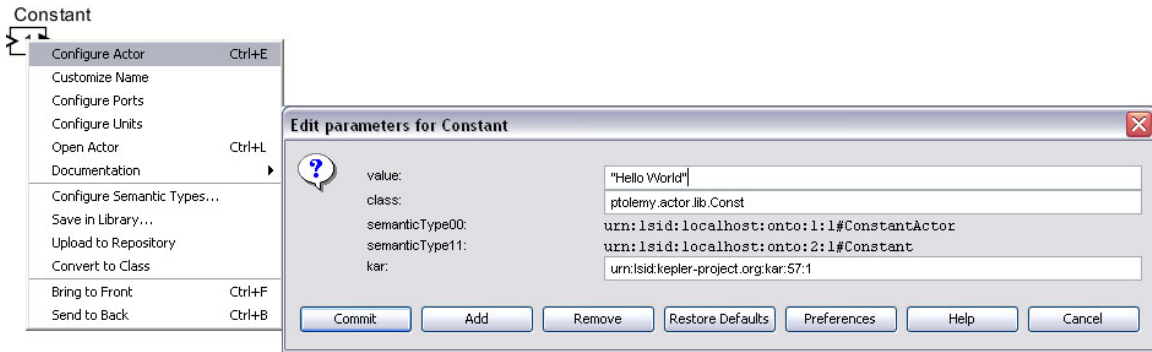 Constant
1
Configure Actor Ctrl+E
Customize Name
Configure Ports
Configure Units
Open Actor Ctrl+L
Documentation
Configure Semantic Types...
Save in Library...
Upload to Repository
Convert to Class
Bring to Front Ctrl+F
Send to Back Ctrl+B
Edit parameters for Constant
?
value: "Hello World"
class: ptolemy.actor.lib.Const
semanticType00: urn:lsid:localhost:onto:1:1#ConstantActor
semanticType11: urn:lsid:localhost:onto:2:1#Constant
kar: urn:lsid:kepler-project.org:kar:57:1
Commit Add Remove Restore Defaults Preferences Help Cancel